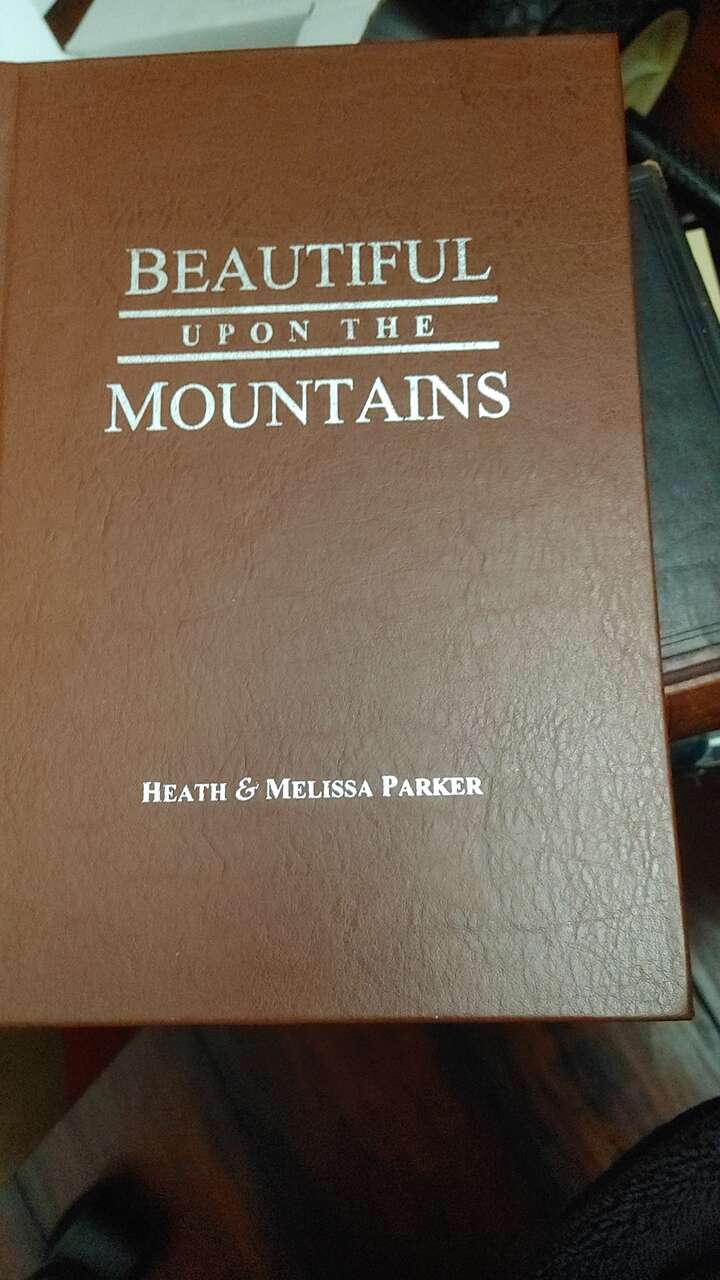 BEAUTIFUL
UPON THE
MOUNTAINS
HEATH & MELISSA PARKER